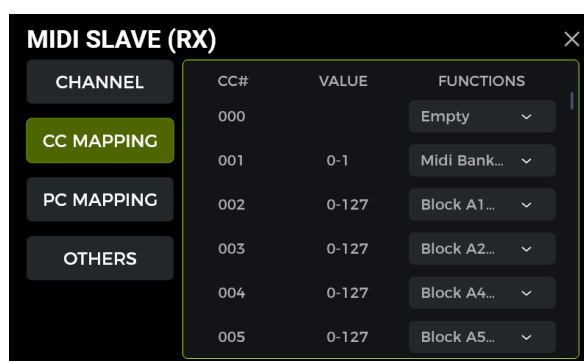 MIDI SLAVE (RX)
CHANNEL
CC MAPPING
PC MAPPING
OTHERS
CC# VALUE FUNCTIONS
000 Empty
001 0-1 Midi Bank...
002 0-127 Block A1...
003 0-127 Block A2...
004 0-127 Block A4...
005 0-127 Block A5...